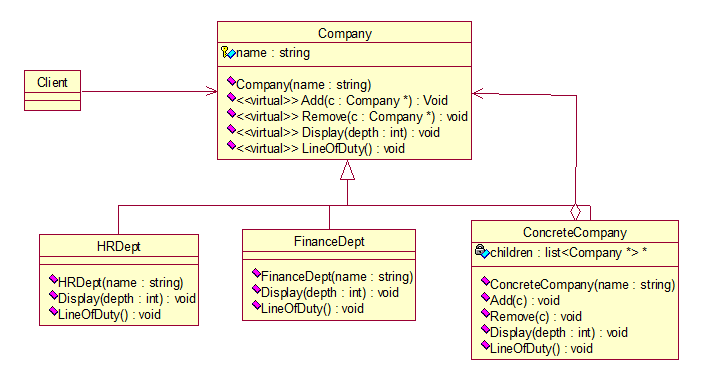 Company
name : string
Company(name : string)
<<virtual>> Add(c : Company *) : Void
<<virtual>> Remove(c : Company *) : void
<<virtual>> Display(depth : int) : void
<<virtual>> LineOfDuty() : void
Client
HRDept
HRDept(name : string)
Display(depth : int) : void
LineOfDuty() : void
FinanceDept
FinanceDept(name : string)
Display(depth : int) : void
LineOfDuty() : void
ConcreteCompany
children : list<Company *> *
ConcreteCompany(name : string)
Add(c) : void
Remove(c) : void
Display(depth : int) : void
LineOfDuty() : void